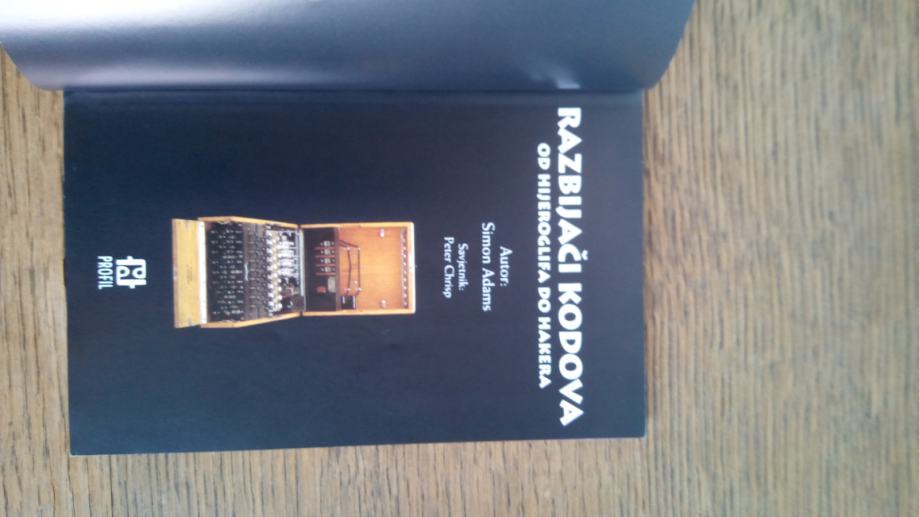 RAZBIJAČI KODOVA
OD HIJEROGLIFA DO HAKERA
Autor:
Simon Adams
Savjetnik:
Peter Chrisp
PROFIL